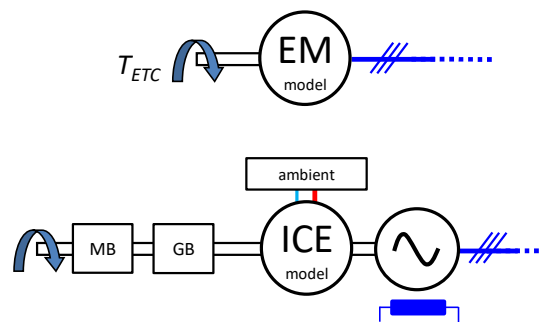 EM
T_ETC
model
ambient
MB
GB
ICE
model